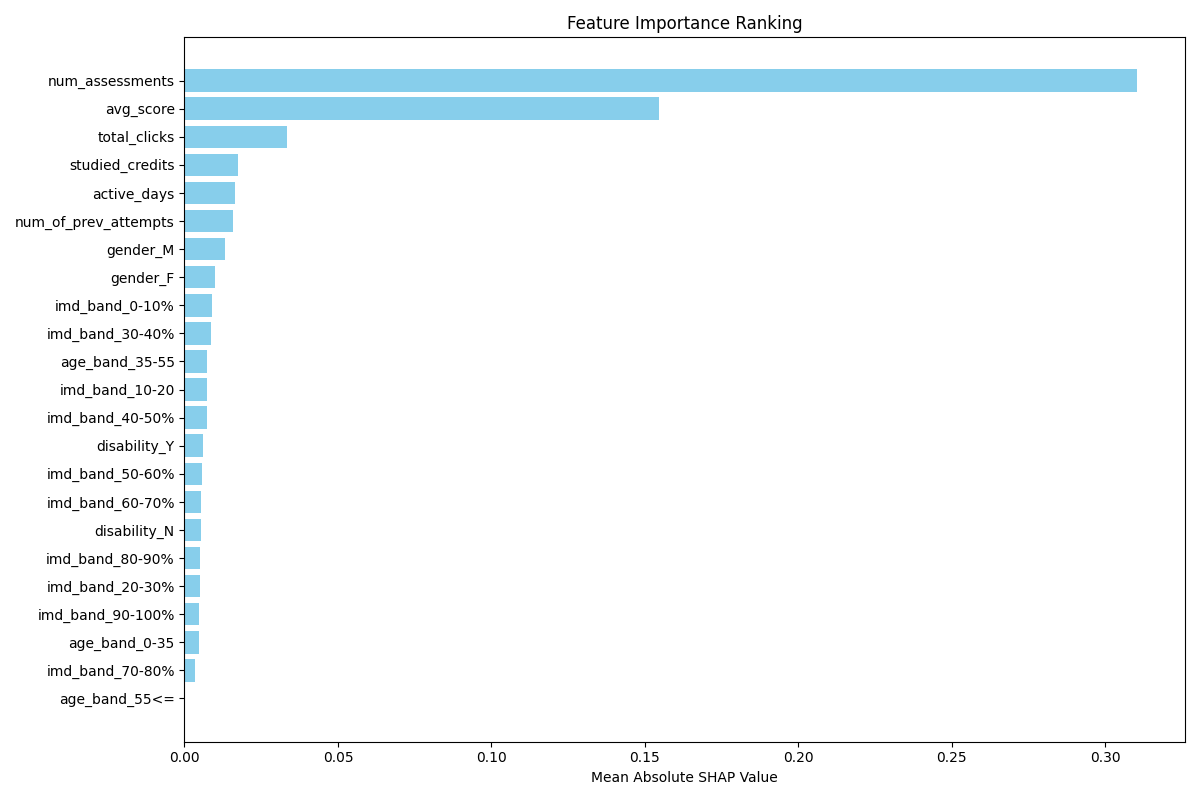 Feature Importance Ranking
num_assessments
avg_score
total_clicks
studied_credits
active_days
num_of_prev_attempts
gender_M
gender_F
imd_band_0-10%
imd_band_30-40%
age_band_35-55
imd_band_10-20
imd_band_40-50%
disability_Y
imd_band_50-60%
imd_band_60-70%
disability_N
imd_band_80-90%
imd_band_20-30%
imd_band_90-100%
age_band_0-35
imd_band_70-80%
age_band_55<=
0.00 0.05 0.10 0.15 0.20 0.25 0.30
Mean Absolute SHAP Value